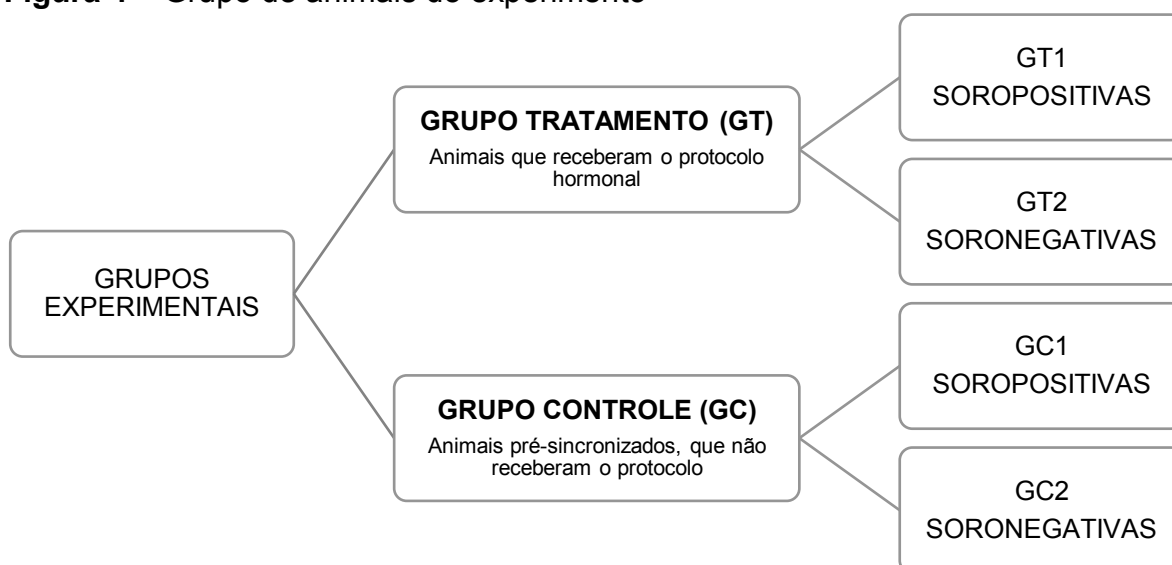 GRUPOS
EXPERIMENTAIS
GRUPO TRATAMENTO (GT)
Animais que receberam o protocolo
hormonal
GT1
SOROPOSITIVAS
GT2
SORONEGATIVAS
GRUPO CONTROLE (GC)
Animais pré-sincronizados, que não
receberam o protocolo
GC1
SOROPOSITIVAS
GC2
SORONEGATIVAS